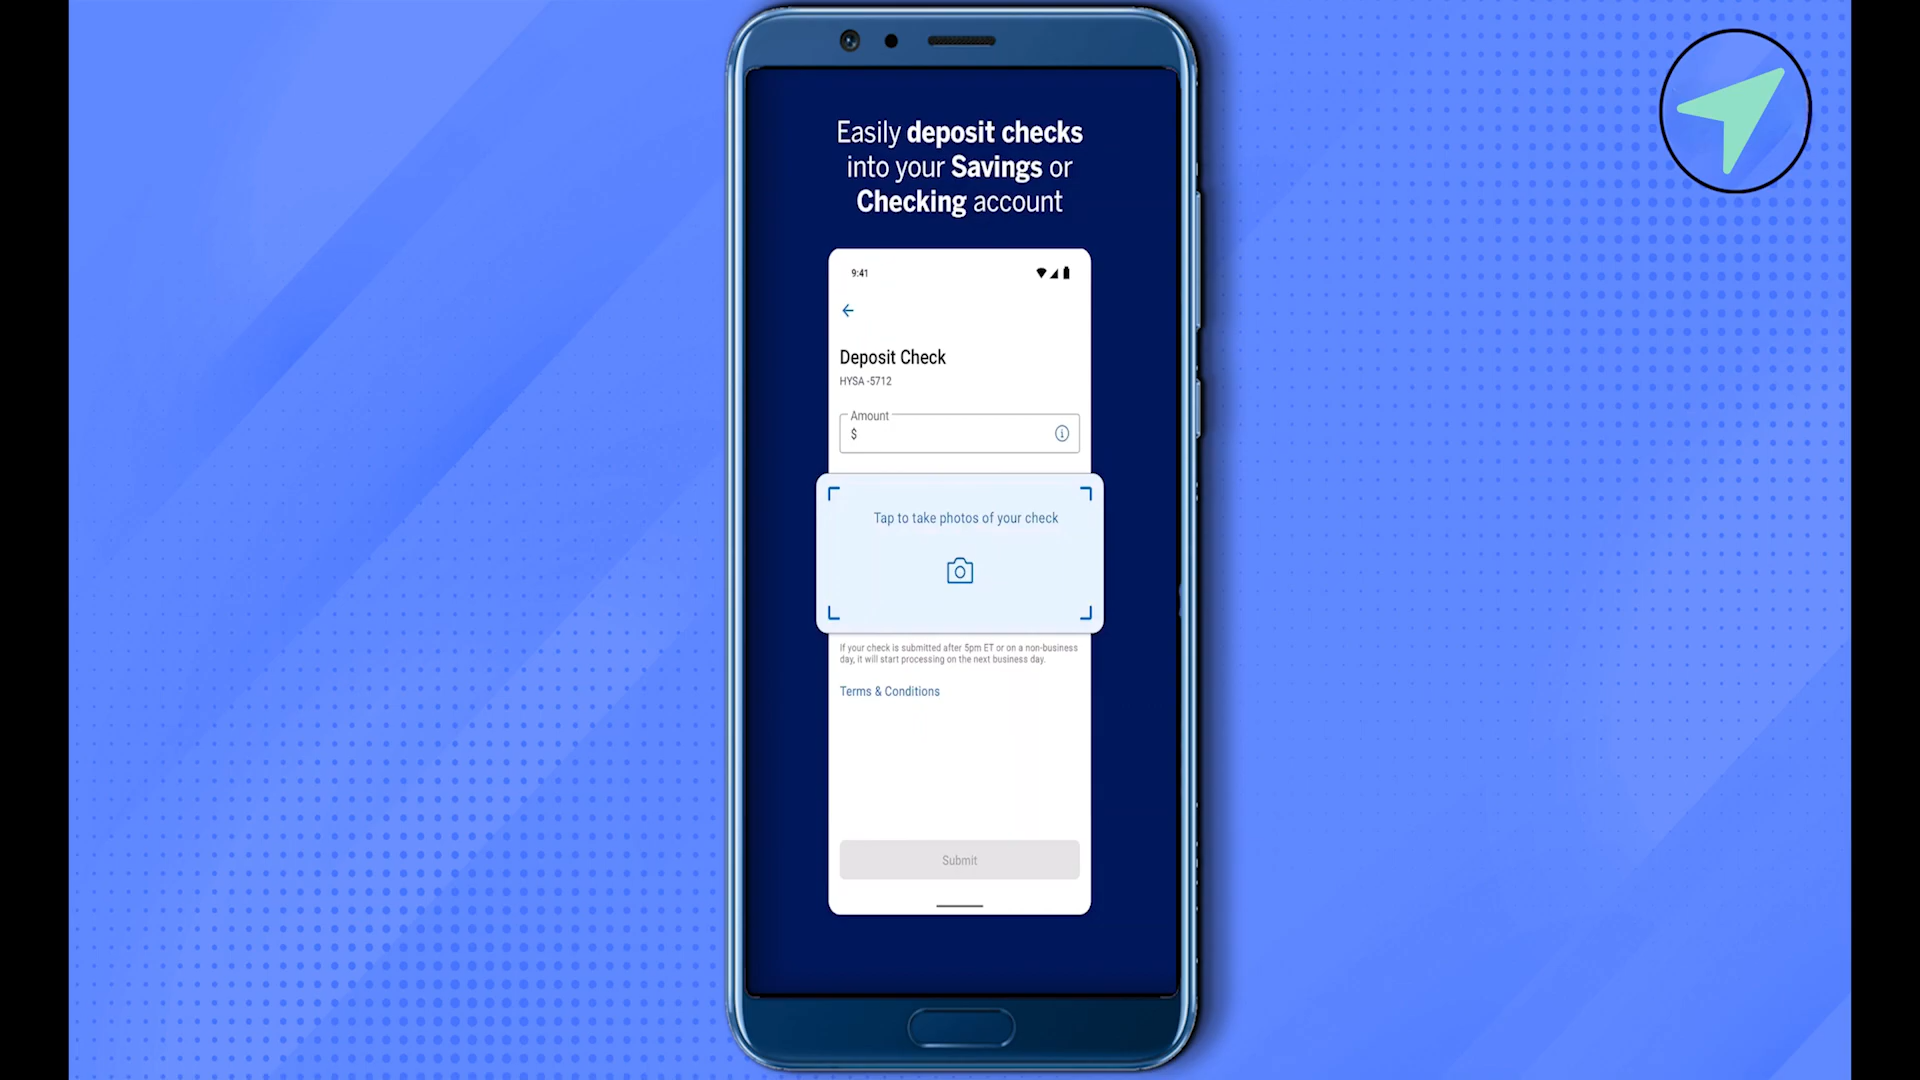 Easily deposit checks
into your Savings or
Checking account
9:41
Deposit Check
HYSA -5712
Amount
$
Tap to take photos of your check
If your check is submitted after 5pm ET or on a non-business
day, it will start processing on the next business day.
Terms & Conditions
Submit